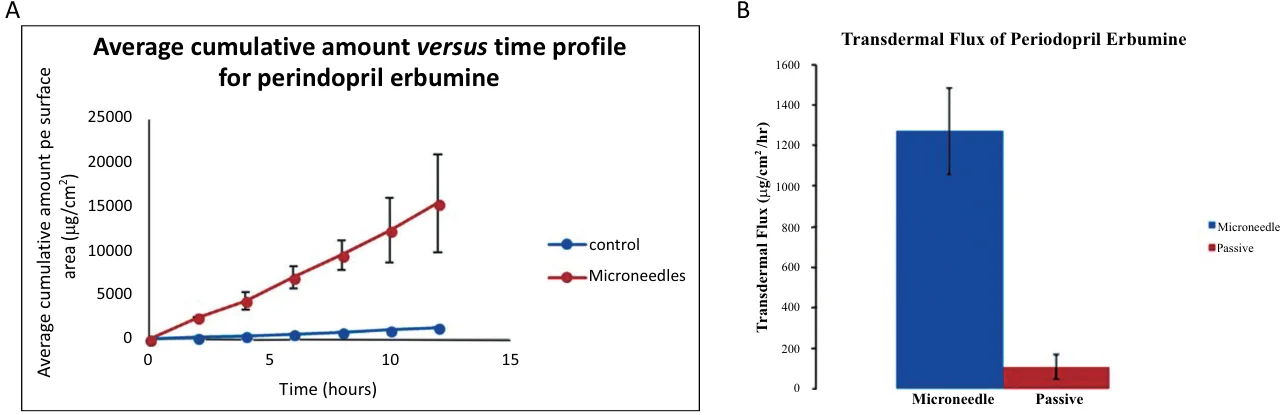 A
Average cumulative amount versus time profile
for perindopril erbumine
Average cumulative amount pe surface
area (µg/cm²)
25000
20000
15000
10000
5000
0
0
5
10
15
Time (hours)
control
Microneedles
B
Transdermal Flux of Periodopril Erbumine
Transdermal Flux (µg/cm²/hr)
1600
1400
1200
1000
800
600
400
200
0
Microneedle
Passive
Microneedle
Passive